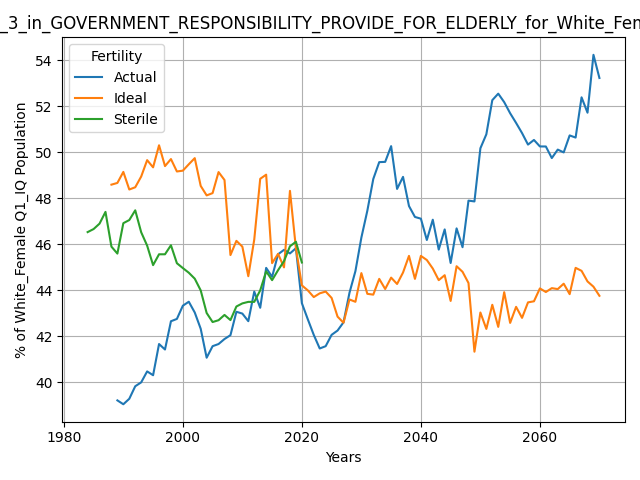 _3_in_GOVERNMENT_RESPONSIBILITY_PROVIDE_FOR_ELDERLY_for_White_Fem
Fertility
Actual
Ideal
Sterile
% of White_Female Q1_IQ Population
54
52
50
48
46
44
42
40
1980
2000
2020
2040
2060
Years